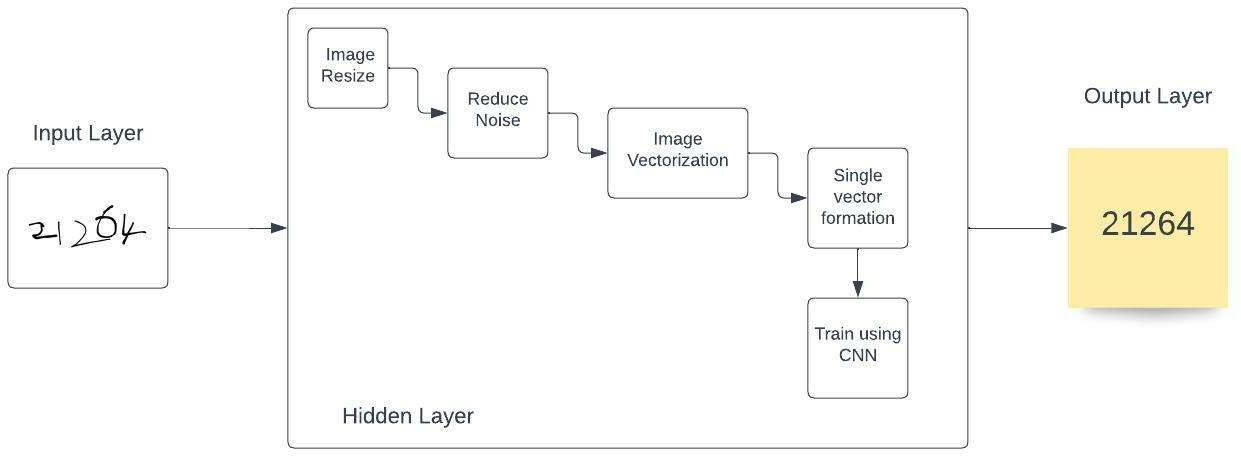 Input Layer
21264
Image
Resize
Reduce
Noise
Image
Vectorization
Single
vector
formation
Train using
CNN
Hidden Layer
Output Layer
21264